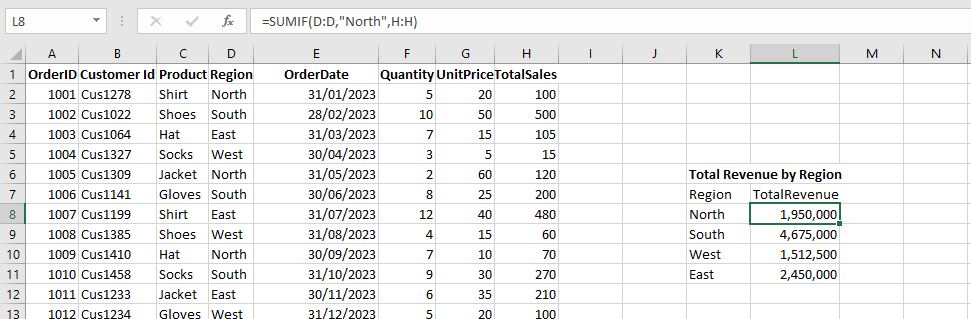 L8 fx =SUMIF(D:D,"North",H:H)
A B C D E F G H I J K L M N
1 OrderID Customer Id Product Region OrderDate Quantity UnitPrice TotalSales
2 1001 Cus1278 Shirt North 31/01/2023 5 20 100
3 1002 Cus1022 Shoes South 28/02/2023 10 50 500
4 1003 Cus1064 Hat East 31/03/2023 7 15 105
5 1004 Cus1327 Socks West 30/04/2023 3 5 15
6 1005 Cus1309 Jacket North 31/05/2023 2 60 120 Total Revenue by Region
7 1006 Cus1141 Gloves South 30/06/2023 8 25 200 Region TotalRevenue
8 1007 Cus1199 Shirt East 31/07/2023 12 40 480 North 1,950,000
9 1008 Cus1385 Shoes West 31/08/2023 4 15 60 South 4,675,000
10 1009 Cus1410 Hat North 30/09/2023 7 10 70 West 1,512,500
11 1010 Cus1458 Socks South 31/10/2023 9 30 270 East 2,450,000
12 1011 Cus1233 Jacket East 30/11/2023 6 35 210
13 1012 Cus1234 Gloves West 31/12/2023 5 20 100